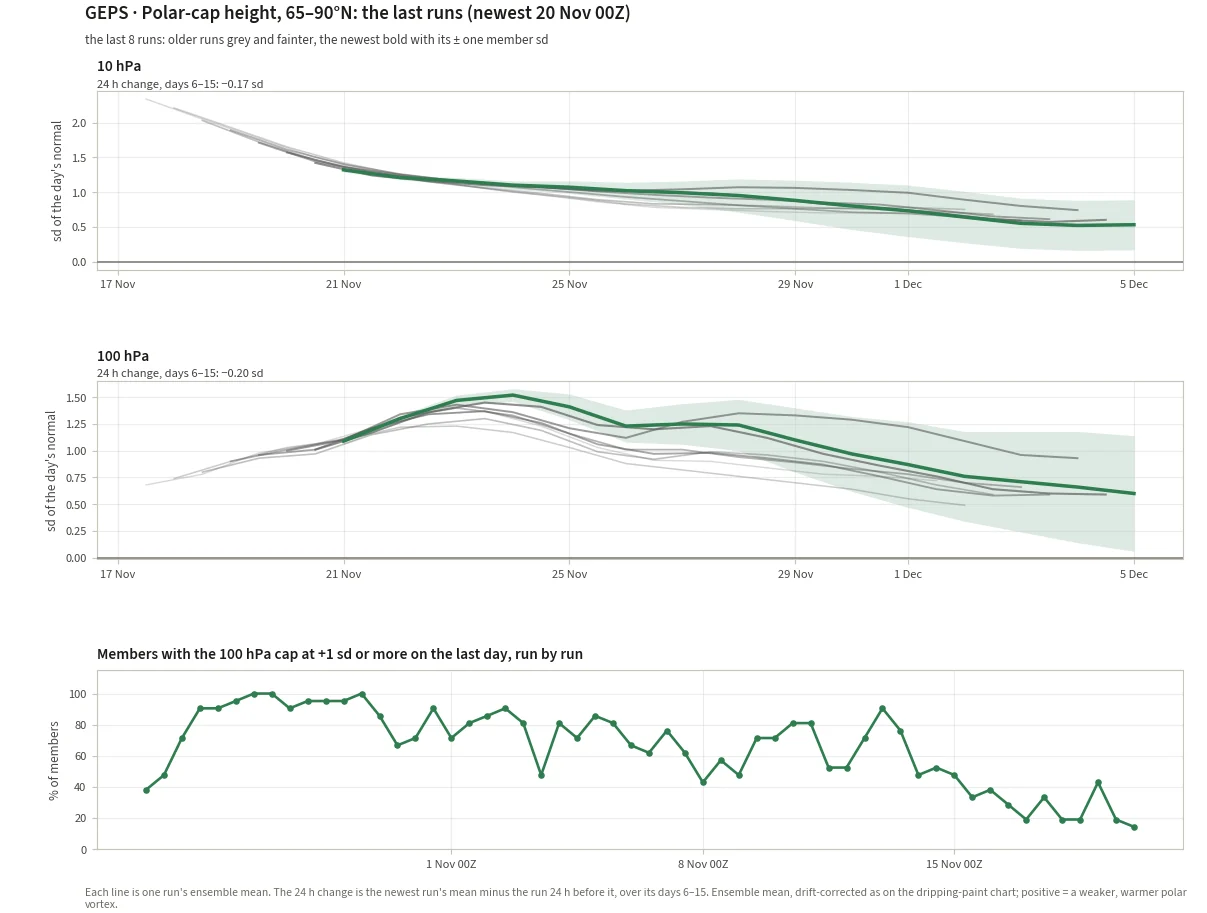 GEPS · Polar-cap height, 65–90°N: the last runs (newest 20 Nov 00Z)
the last 8 runs: older runs grey and fainter, the newest bold with its ± one member sd
10 hPa
24 h change, days 6–15: −0.17 sd
sd of the day's normal
2.0
1.5
1.0
0.5
0.0
17 Nov 21 Nov 25 Nov 29 Nov 1 Dec 5 Dec
100 hPa
24 h change, days 6–15: −0.20 sd
sd of the day's normal
1.50
1.25
1.00
0.75
0.50
0.25
0.00
17 Nov 21 Nov 25 Nov 29 Nov 1 Dec 5 Dec
Members with the 100 hPa cap at +1 sd or more on the last day, run by run
% of members
100
80
60
40
20
0
1 Nov 00Z 8 Nov 00Z 15 Nov 00Z
Each line is one run's ensemble mean. The 24 h change is the newest run's mean minus the run 24 h before it, over its days 6–15. Ensemble mean, drift-corrected as on the dripping-paint chart; positive = a weaker, warmer polar
vortex.